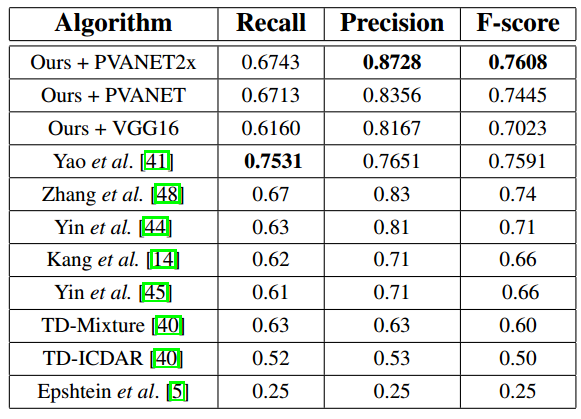 Algorithm Recall Precision F-score
Ours + PVANET2x 0.6743 0.8728 0.7608
Ours + PVANET 0.6713 0.8356 0.7445
Ours + VGG16 0.6160 0.8167 0.7023
Yao et al. [41] 0.7531 0.7651 0.7591
Zhang et al. [48] 0.67 0.83 0.74
Yin et al. [44] 0.63 0.81 0.71
Kang et al. [14] 0.62 0.71 0.66
Yin et al. [45] 0.61 0.71 0.66
TD-Mixture [40] 0.63 0.63 0.60
TD-ICDAR [40] 0.52 0.53 0.50
Epshtein et al. [5] 0.25 0.25 0.25